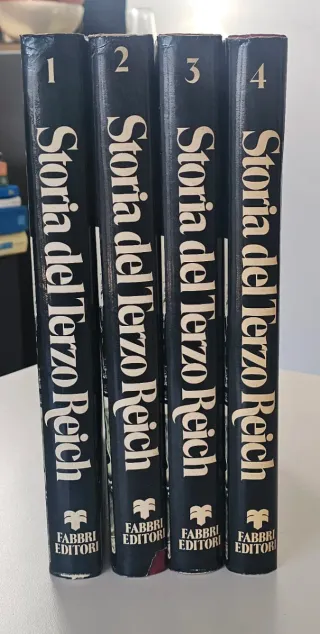 1
Storia del Terzo Reich
FABBRI
EDITORI
2
Storia del Terzo Reich
FABBRI
EDITORI
3
Storia del Terzo Reich
FABBRI
EDITORI
4
Storia del Terzo Reich
FABBRI
EDITORI